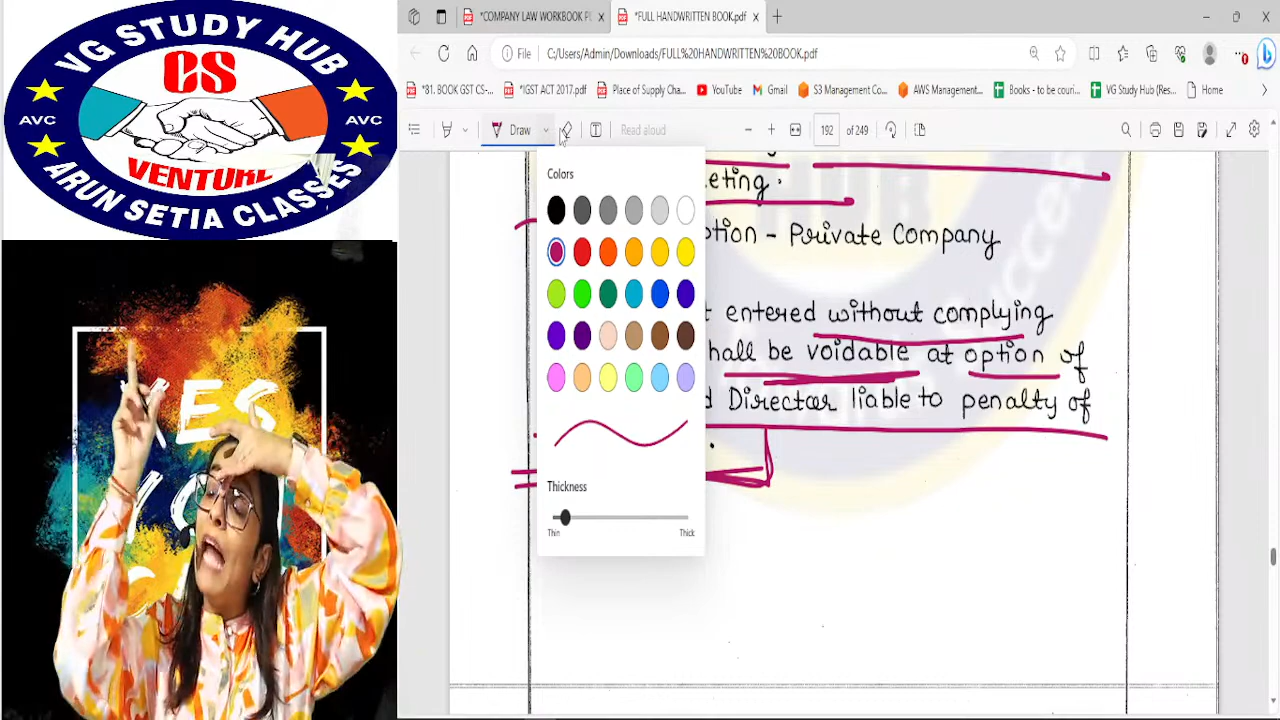 VG STUDY HUB
CS
AVC
AVC
VENTURE
ARUN SETIA CLASSES
YES
*COMPANY LAW WORKBOOK
*FULL HANDWRITTEN BOOK.pdf
File
C:/Users/Admin/Downloads/FULL%20HANDWRITTEN%20BOOK.pdf
*81. BOOK GST CS-...
*IGST ACT 2017.pdf
Place of Supply Cha...
YouTube
Gmail
S3 Management Co...
AWS Management...
Books - to be couri...
VG Study Hub (Res...
Home
Draw
Read aloud
192 of 249
Colors
Thickness
Thin
Thick
eting.
ption - Private Company
t entered without complying
hall be voidable at option of
d Director liable to penalty of